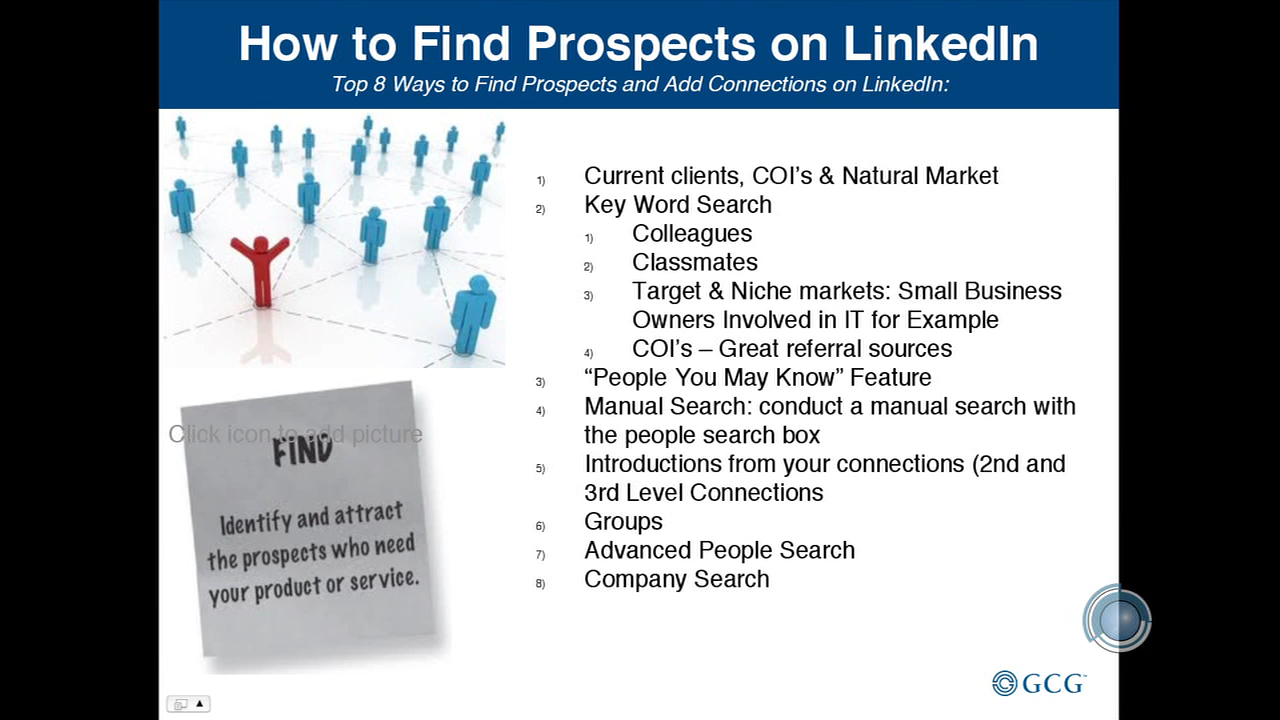 How to Find Prospects on LinkedIn
Top 8 Ways to Find Prospects and Add Connections on LinkedIn:
1) Current clients, COI’s & Natural Market
2) Key Word Search
1) Colleagues
2) Classmates
3) Target & Niche markets: Small Business
Owners Involved in IT for Example
4) COI’s – Great referral sources
3) “People You May Know” Feature
4) Manual Search: conduct a manual search with
the people search box
5) Introductions from your connections (2nd and
3rd Level Connections
6) Groups
7) Advanced People Search
8) Company Search
Click icon to add picture
FIND
Identify and attract
the prospects who need
your product or service.
GCG